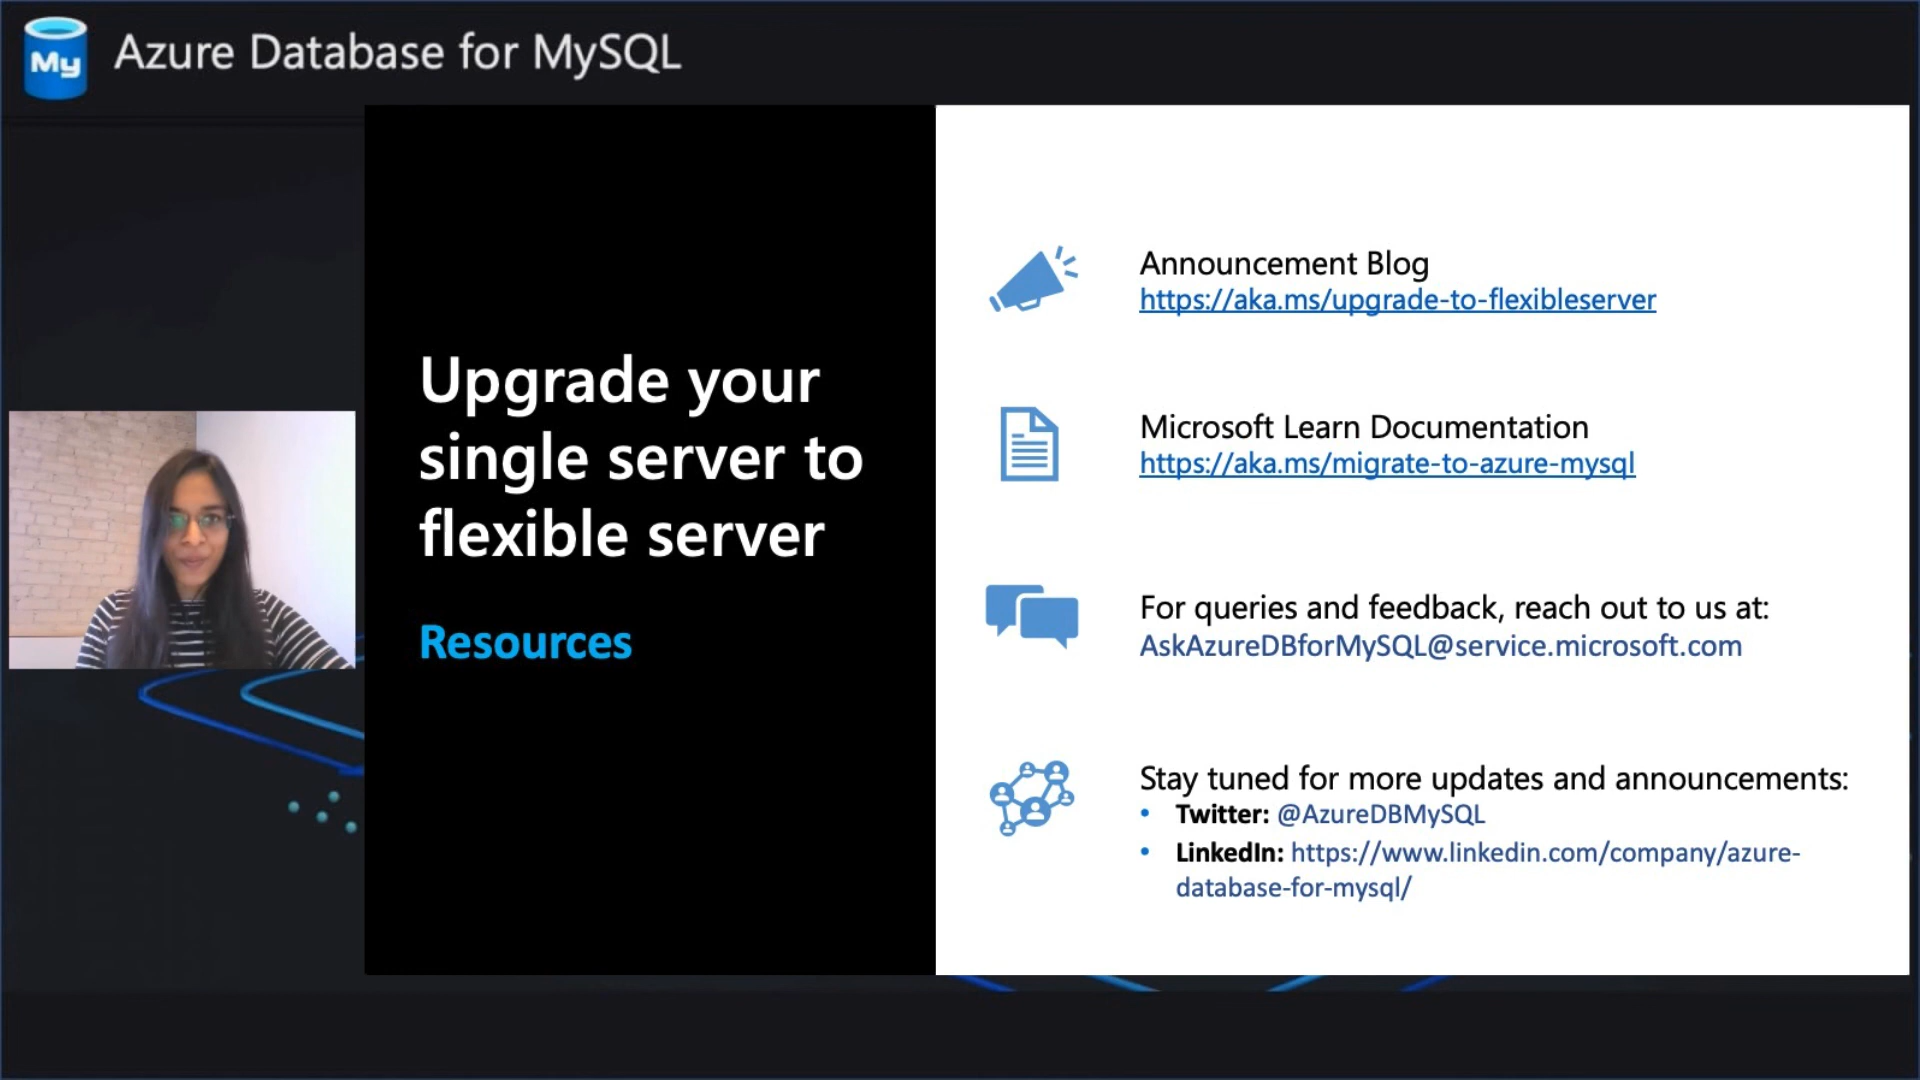 My
Azure Database for MySQL
Upgrade your
single server to
flexible server
Resources
Announcement Blog
https://aka.ms/upgrade-to-flexibleserver
Microsoft Learn Documentation
https://aka.ms/migrate-to-azure-mysql
For queries and feedback, reach out to us at:
AskAzureDBforMySQL@service.microsoft.com
Stay tuned for more updates and announcements:
• Twitter: @AzureDBMySQL
• LinkedIn: https://www.linkedin.com/company/azure-
database-for-mysql/